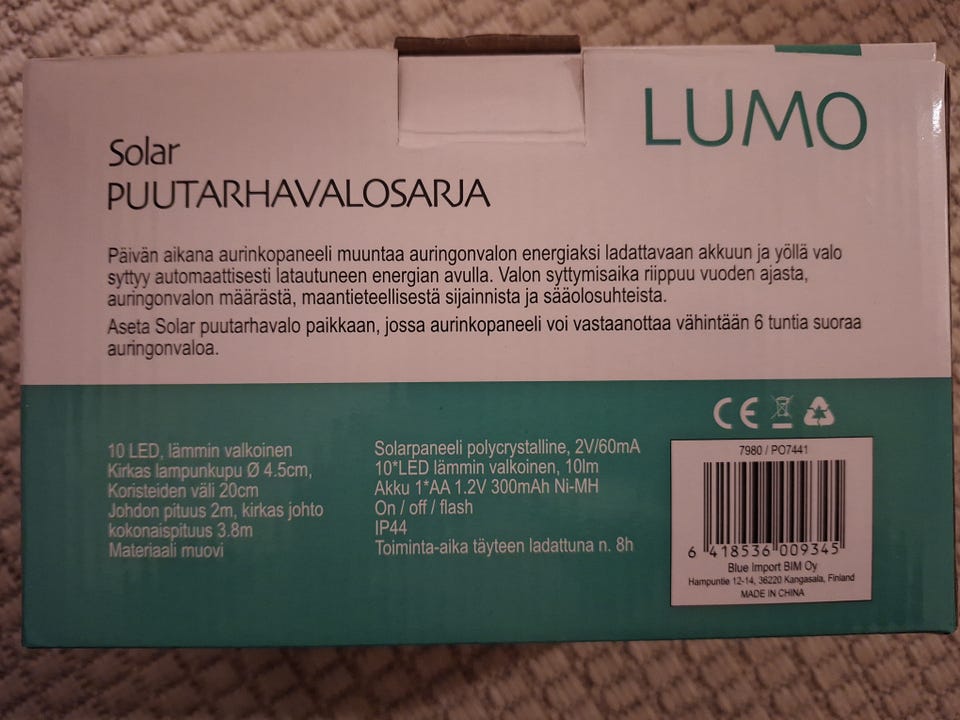 LUMO
Solar
PUUTARHAVALOSARJA
Päivän aikana aurinkopaneeli muuntaa auringonvalon energiaksi ladattavaan akkuun ja yöllä valo
syttyy automaattisesti latautuneen energian avulla. Valon syttymisaika riippuu vuoden ajasta,
auringonvalon määrästä, maantieteellisestä sijainnista ja sääolosuhteista.
Aseta Solar puutarhavalo paikkaan, jossa aurinkopaneeli voi vastaanottaa vähintään 6 tuntia suoraa
auringonvaloa.
10 LED, lämmin valkoinen
Kirkas lampunkupu Ø 4.5cm,
Koristeiden väli 20cm
Johdon pituus 2m, kirkas johto
kokonaispituus 3.8m
Materiaali muovi
Solarpaneeli polycrystalline, 2V/60mA
10*LED lämmin valkoinen, 10lm
Akku 1*AA 1.2V 300mAh Ni-MH
On / off / flash
IP44
Toiminta-aika täyteen ladattuna n. 8h
CE
7980 / PO7441
6 418536 009345
Blue Import BIM Oy
Hampuntie 12-14, 36220 Kangasala, Finland
MADE IN CHINA